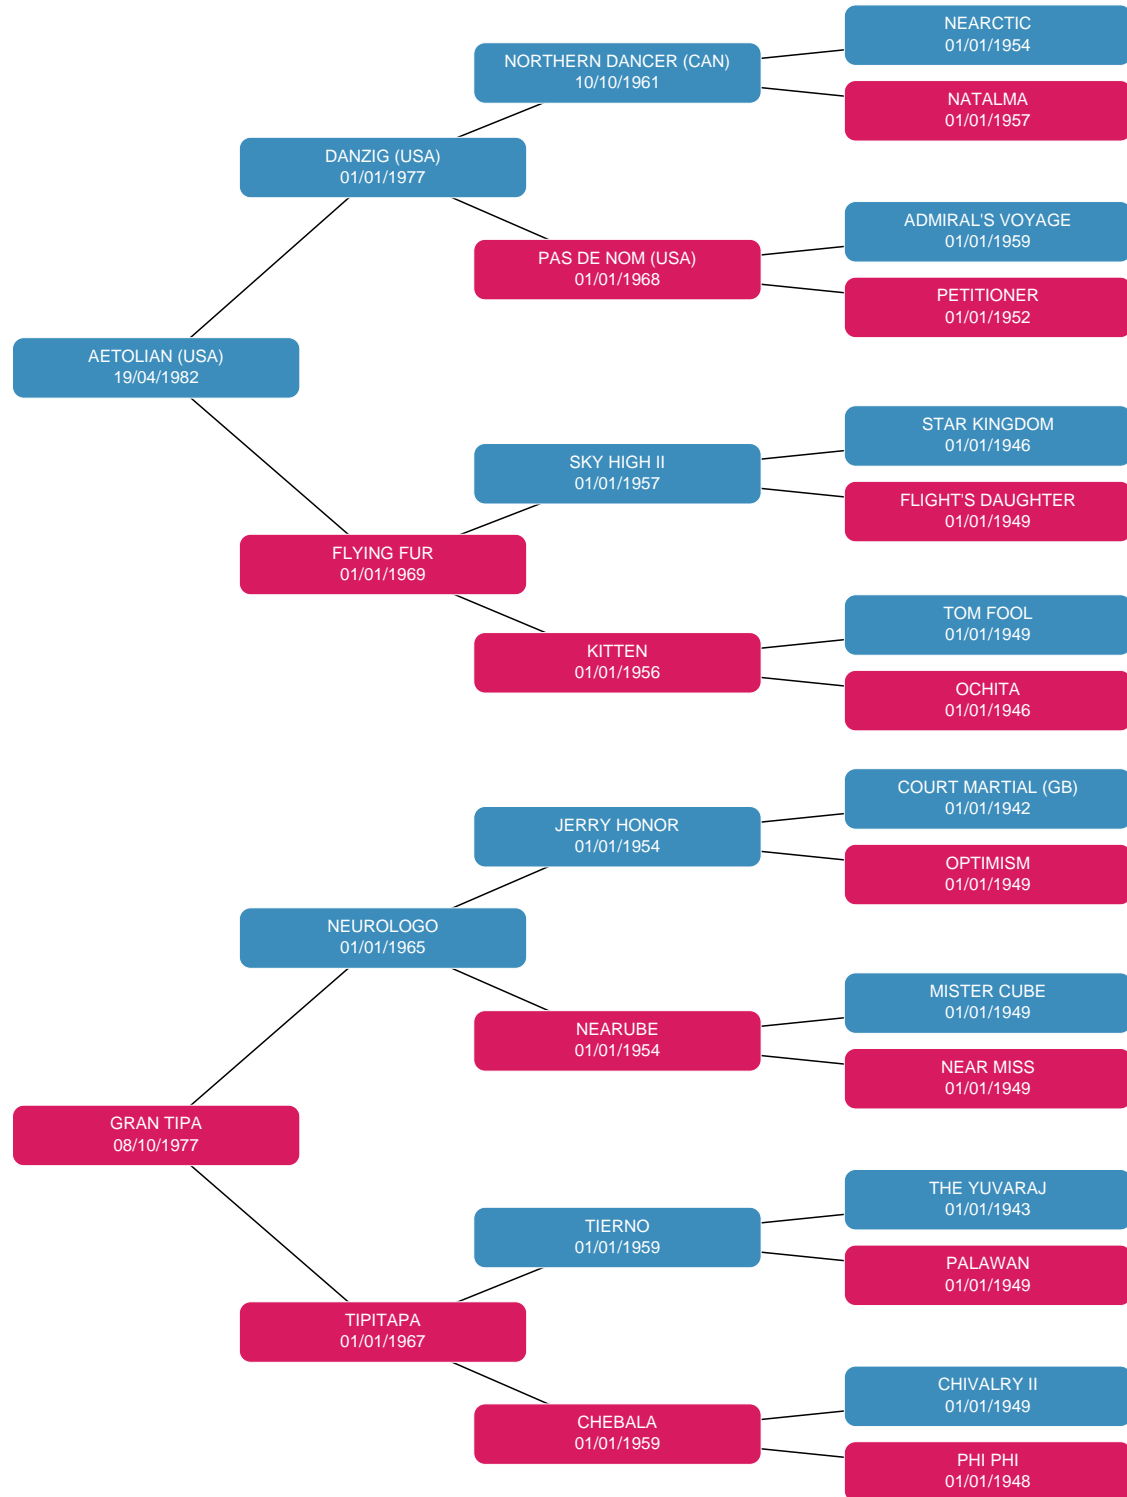 NEARCTIC
01/01/1954
NORTHERN DANCER (CAN)
10/10/1961
NATALMA
01/01/1957
DANZIG (USA)
01/01/1977
ADMIRAL'S VOYAGE
01/01/1959
PAS DE NOM (USA)
01/01/1968
PETITIONER
01/01/1952
AETOLIAN (USA)
19/04/1982
STAR KINGDOM
01/01/1946
SKY HIGH II
01/01/1957
FLIGHT'S DAUGHTER
01/01/1949
FLYING FUR
01/01/1969
TOM FOOL
01/01/1949
KITTEN
01/01/1956
OCHITA
01/01/1946
COURT MARTIAL (GB)
01/01/1942
JERRY HONOR
01/01/1954
OPTIMISM
01/01/1949
NEUROLOGO
01/01/1965
MISTER CUBE
01/01/1949
NEARUBE
01/01/1954
NEAR MISS
01/01/1949
GRAN TIPA
08/10/1977
THE YUVARAJ
01/01/1943
TIERNO
01/01/1959
PALAWAN
01/01/1949
TIPITAPA
01/01/1967
CHIVALRY II
01/01/1949
CHEBALA
01/01/1959
PHI PHI
01/01/1948